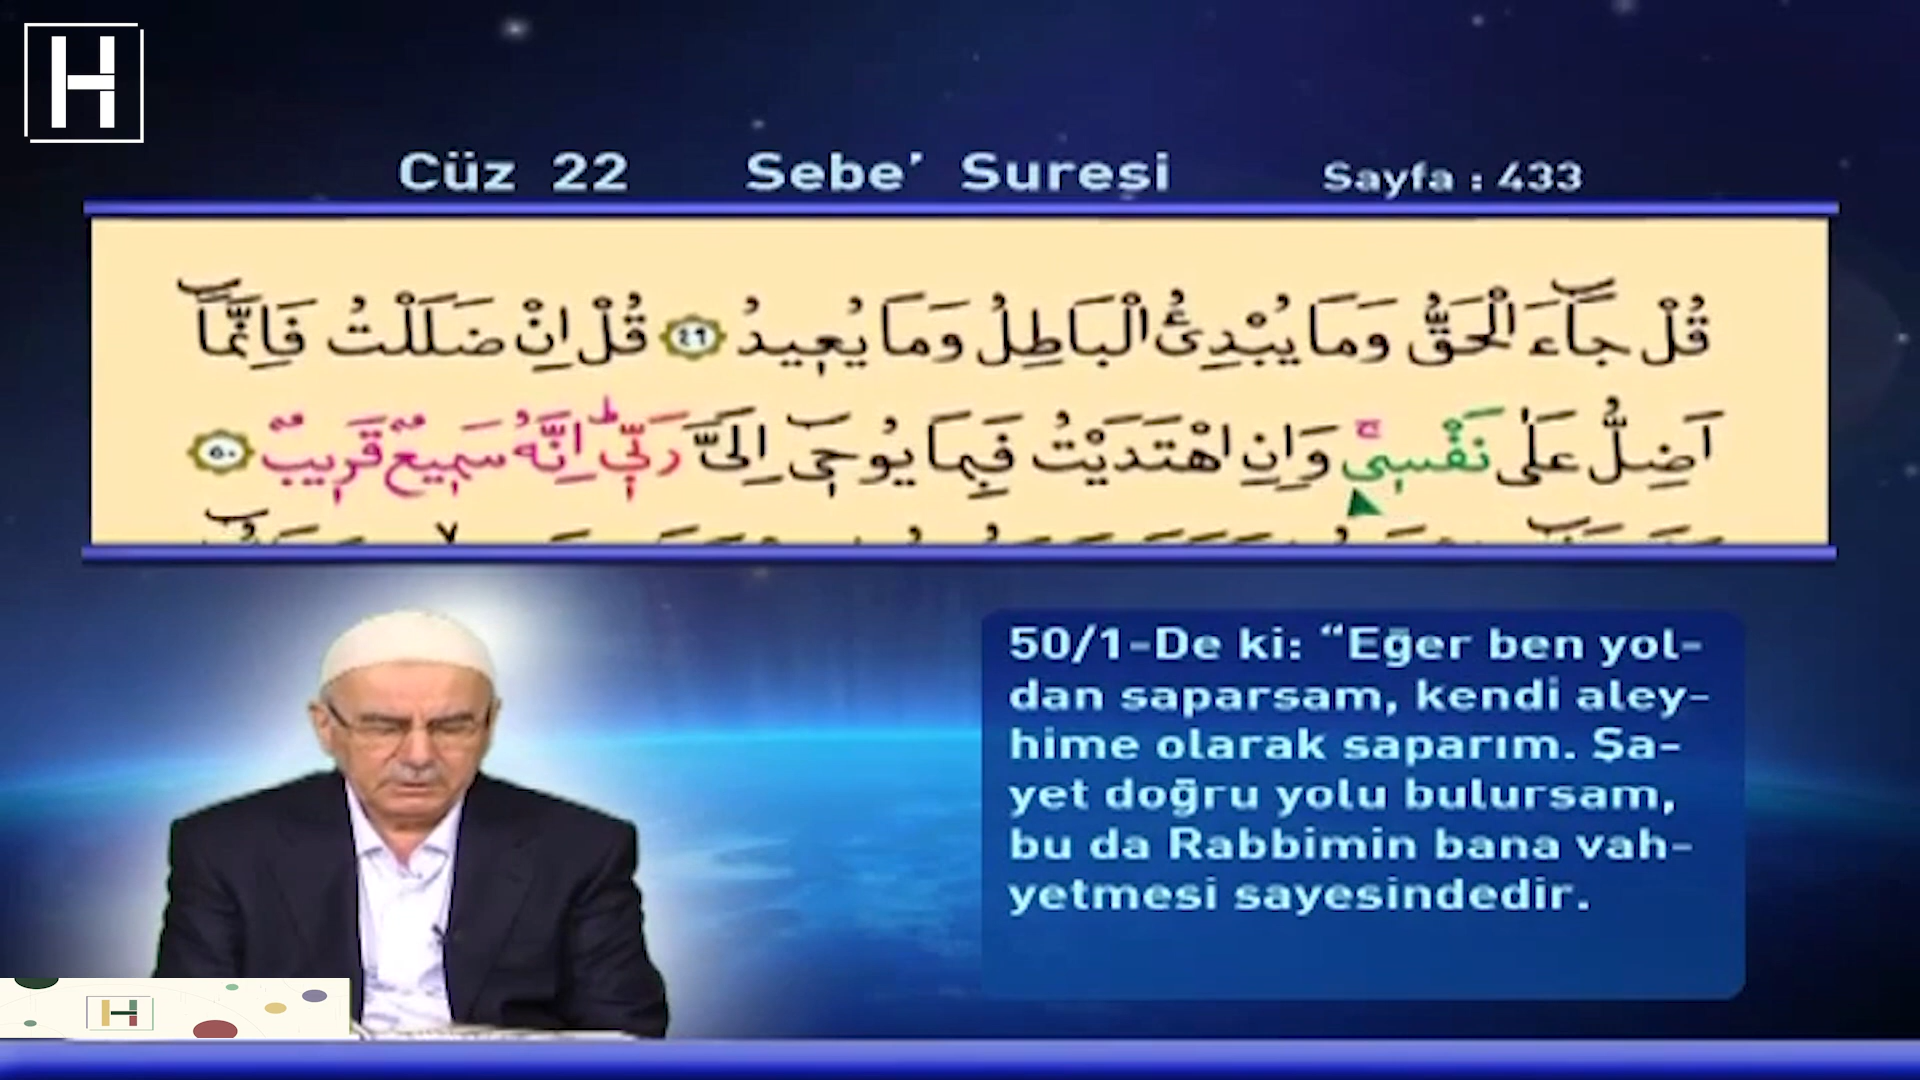 H
Cüz 22 Sebe’ Suresi Sayfa : 433
قُلْ جَٓاءَ الْحَقُّ وَمَا يُبْدِئُ الْبَاطِلُ وَمَا يُعٖيدُ ٤٩ قُلْ اِنْ ضَلَلْتُ فَاِنَّمَٓا
اَضِلُّ عَلٰى نَفْسٖىۚ وَاِنِ اهْتَدَيْتُ فَبِمَا يُوحٖٓى اِلَىَّ رَبّٖىؕ اِنَّهُ سَمٖيعٌ قَرٖيبٌ ٥٠
50/1-De ki: “Eğer ben yol-
dan saparsam, kendi aley-
hime olarak saparım. Şa-
yet doğru yolu bulursam,
bu da Rabbimin bana vah-
yetmesi sayesindedir.
H